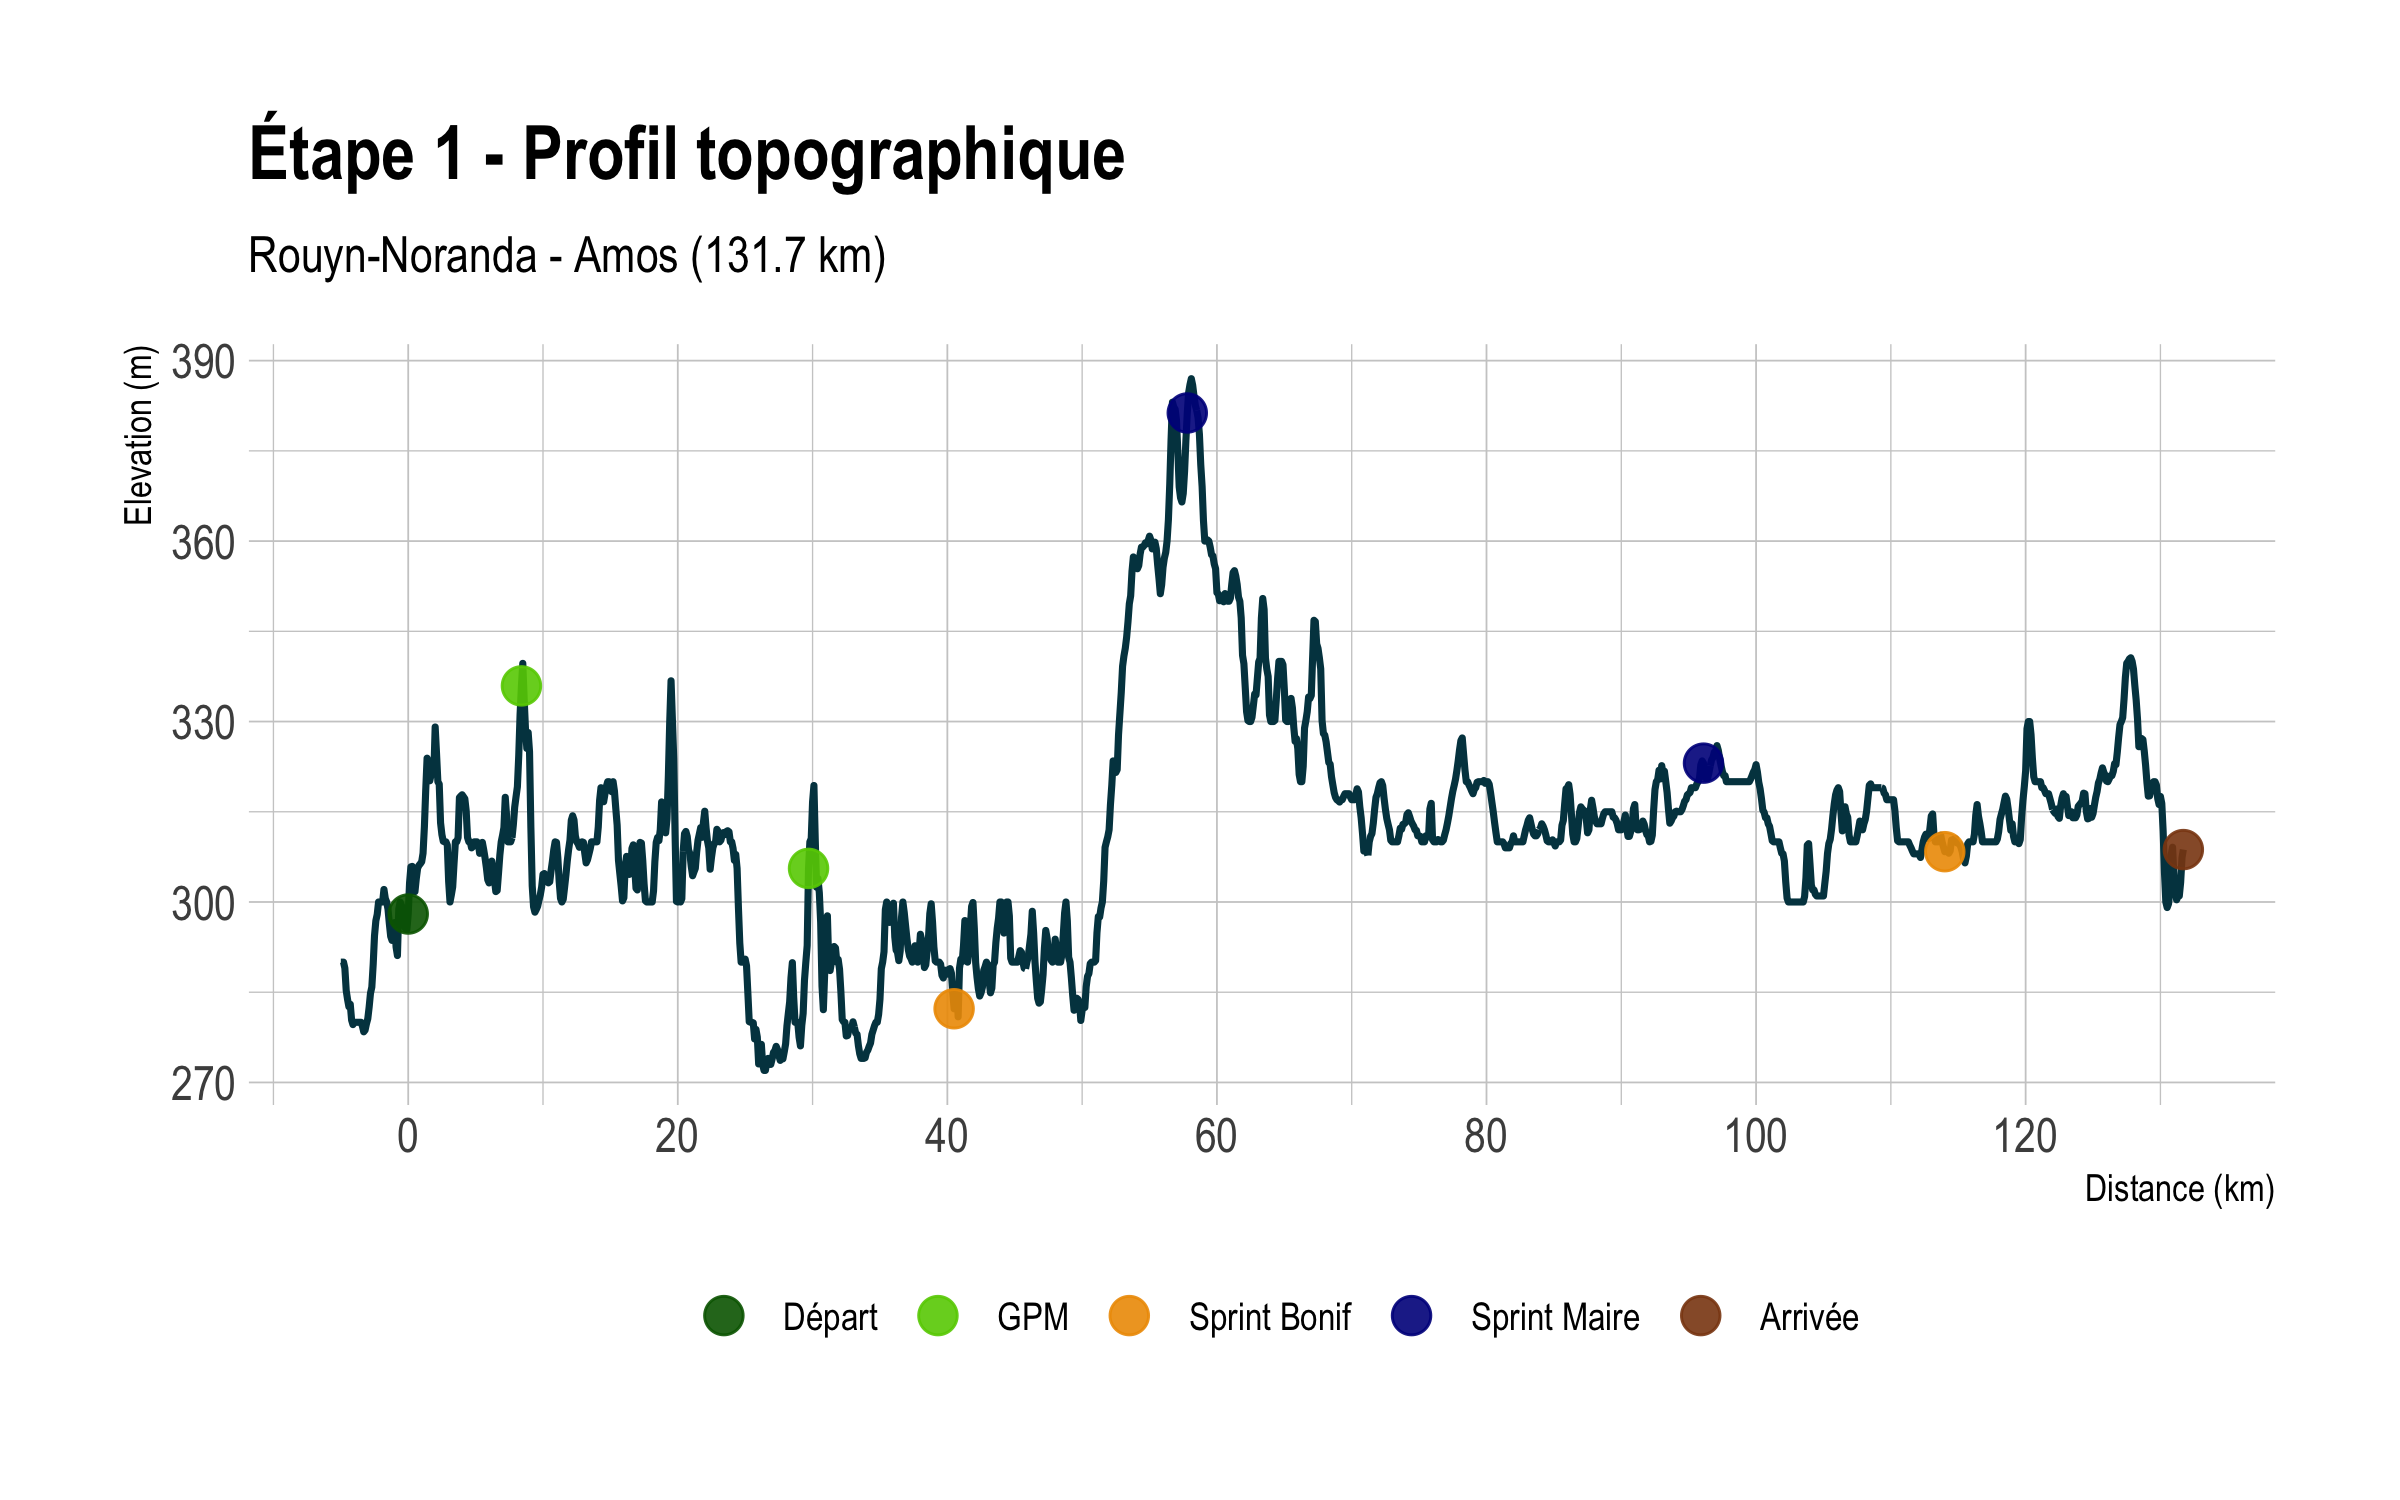 Étape 1 - Profil topographique
Rouyn-Noranda - Amos (131.7 km)
Elevation (m)
390
360
330
300
270
0 20 40 60 80 100 120
Distance (km)
Départ GPM Sprint Bonif Sprint Maire Arrivée